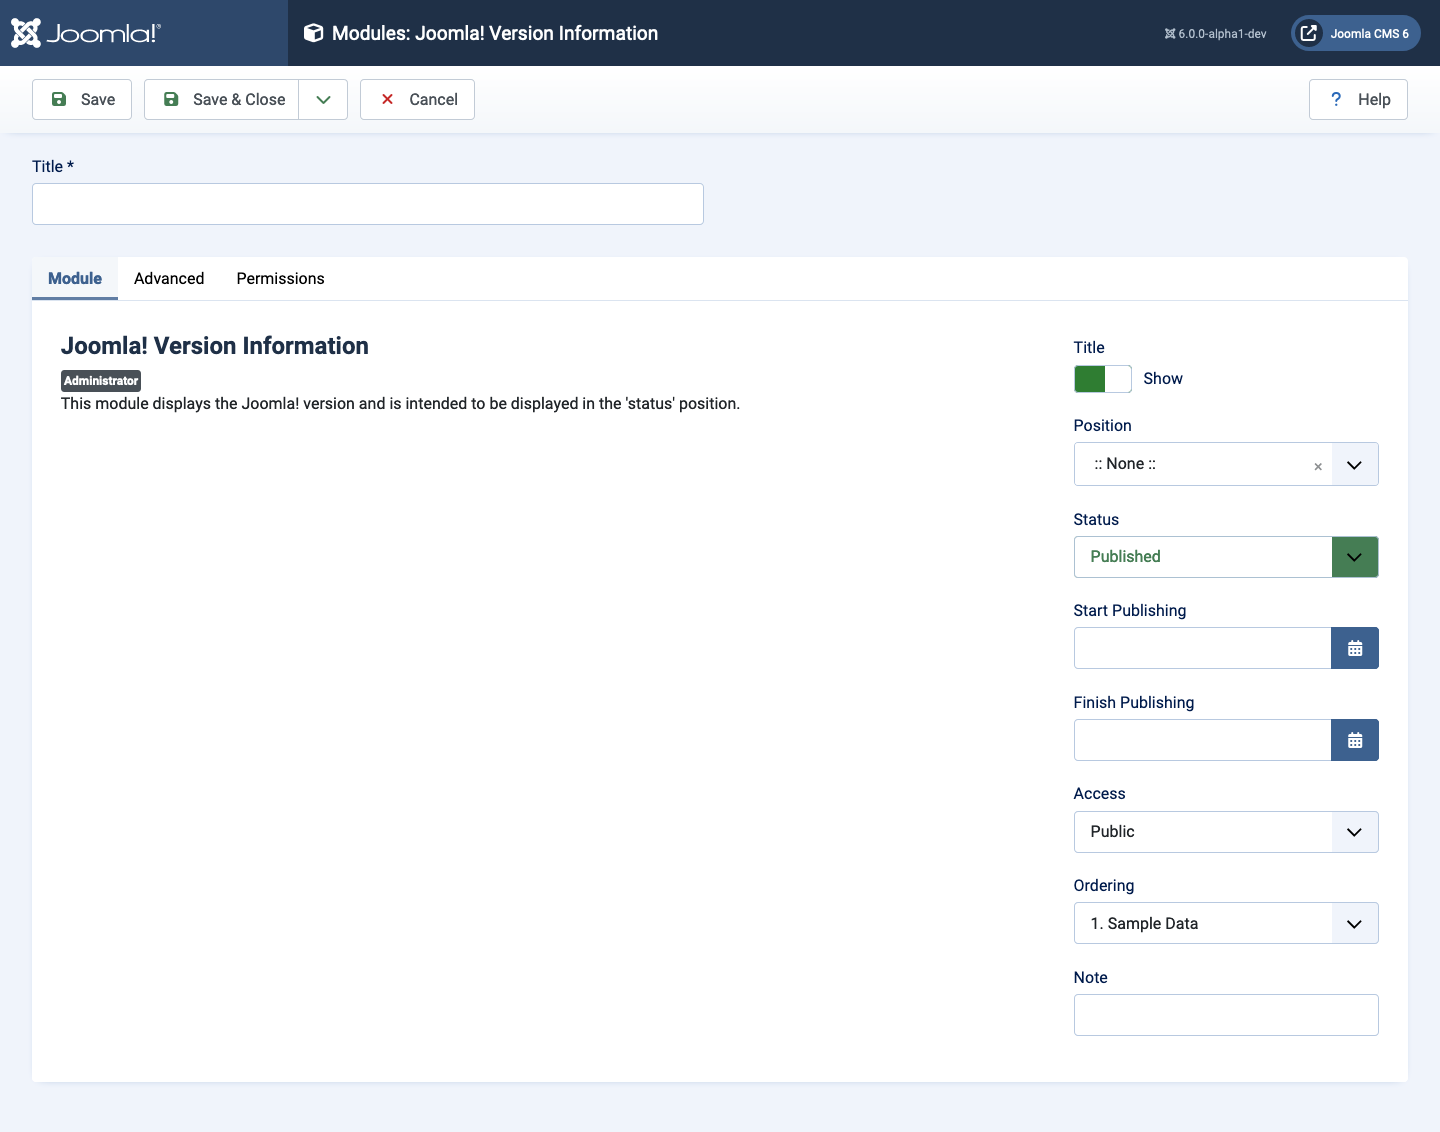 Joomla!®
Modules: Joomla! Version Information
6.0.0-alpha1-dev
Joomla CMS 6
Save
Save & Close
Cancel
? Help
Title *
Module
Advanced
Permissions
Joomla! Version Information
Administrator
This module displays the Joomla! version and is intended to be displayed in the 'status' position.
Title
Show
Position
:: None ::
×
Status
Published
Start Publishing
Finish Publishing
Access
Public
Ordering
1. Sample Data
Note